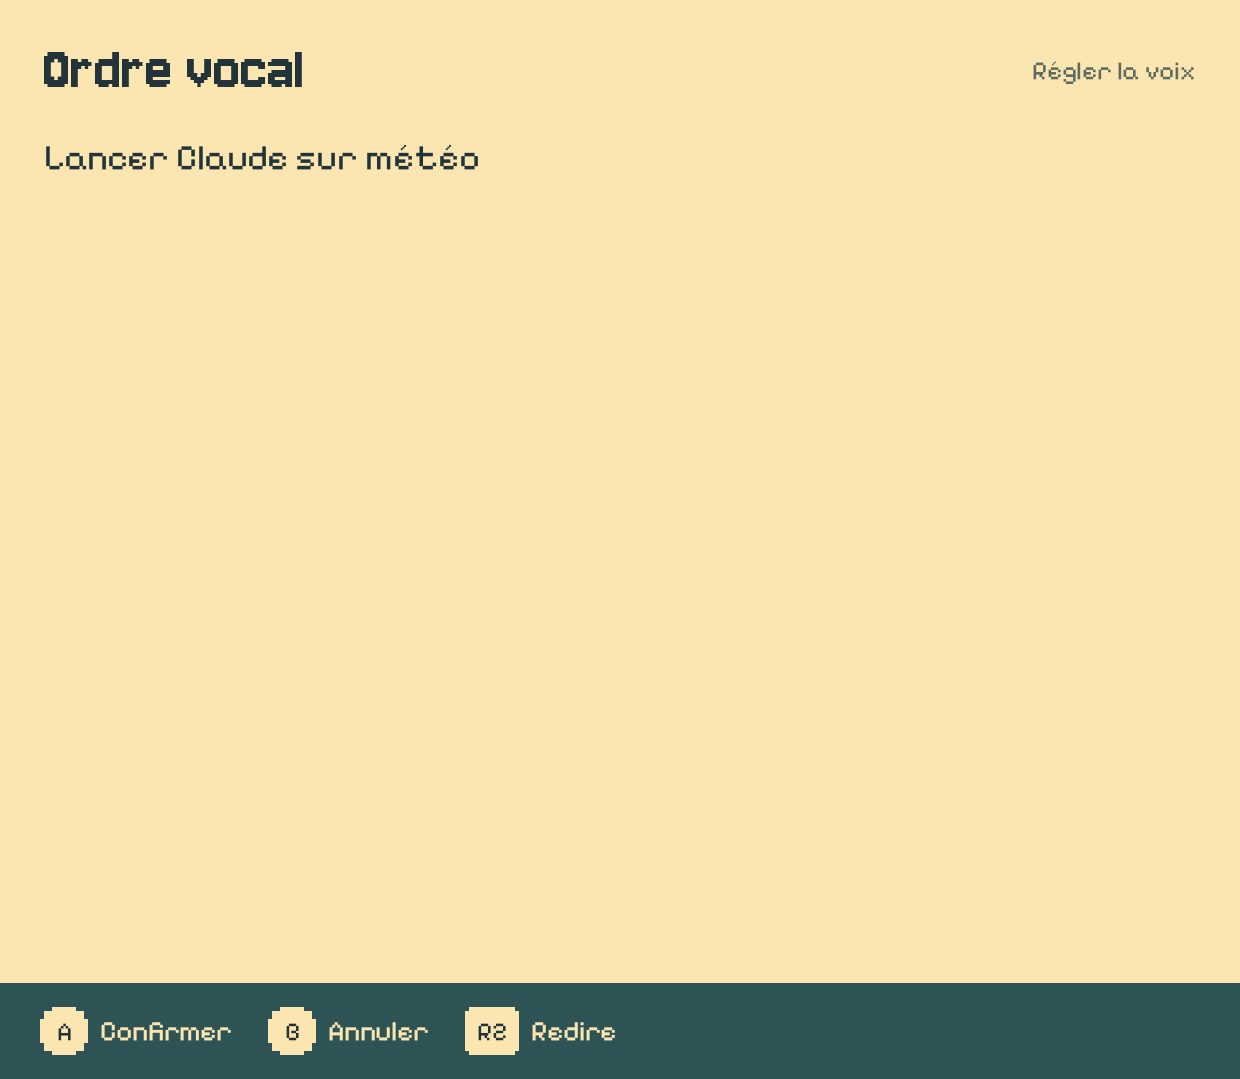 Ordre vocal
Régler la voix
Lancer Claude sur météo
A Confirmer B Annuler R2 Redire